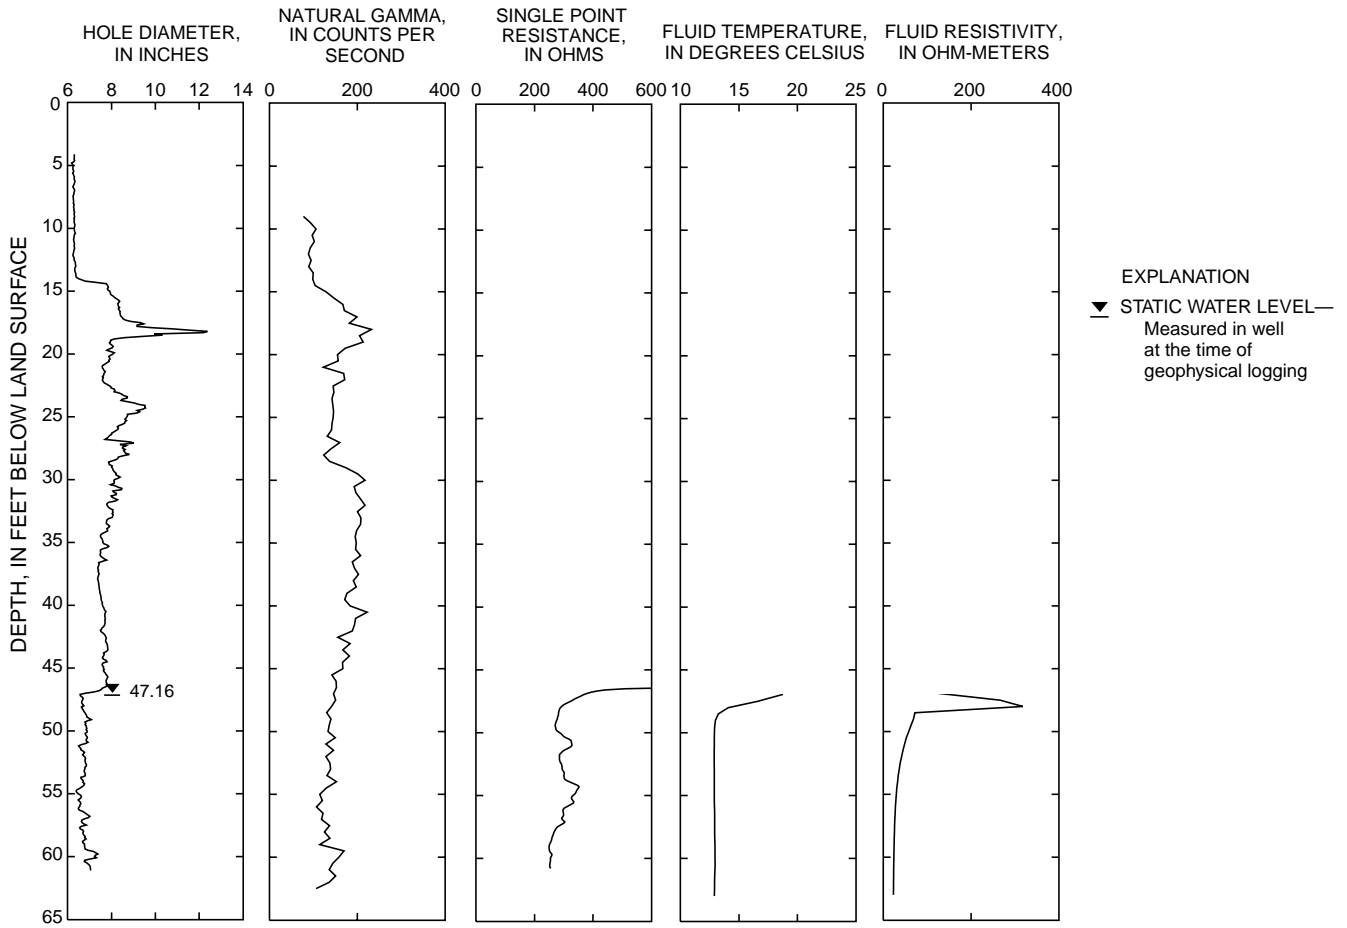 HOLE DIAMETER,
IN INCHES
NATURAL GAMMA,
IN COUNTS PER
SECOND
SINGLE POINT
RESISTANCE,
IN OHMS
FLUID TEMPERATURE,
IN DEGREES CELSIUS
FLUID RESISTIVITY,
IN OHM-METERS
6 8 10 12 14
0 200 400
0 200 400 600
10 15 20 25
0 200 400
DEPTH, IN FEET BELOW LAND SURFACE
0
5
10
15
20
25
30
35
40
45
50
55
60
65
47.16
EXPLANATION
STATIC WATER LEVEL—
Measured in well
at the time of
geophysical logging